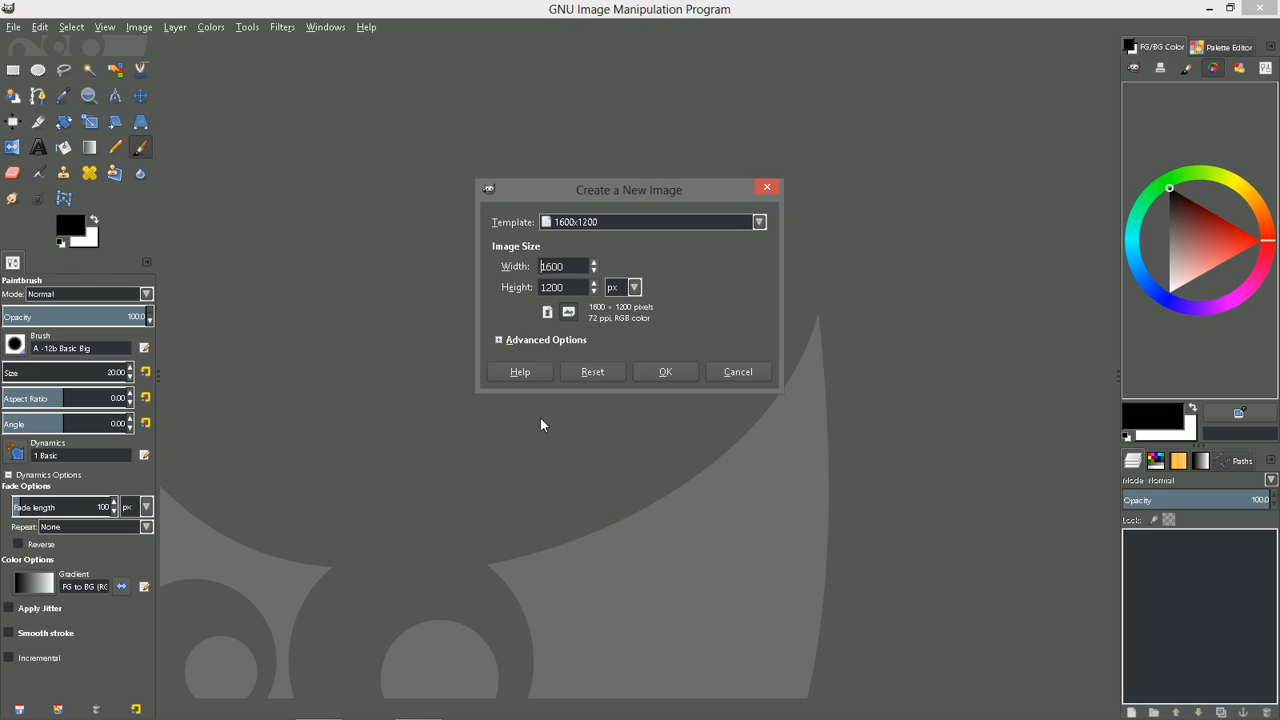 GNU Image Manipulation Program
File Edit Select View Image Layer Colors Tools Filters Windows Help
FG/BG Color Palette Editor
Create a New Image
Template: 1600x1200
Image Size
Width: 1600
Height: 1200 px
1600 × 1200 pixels
72 ppi, RGB color
Advanced Options
Help Reset OK Cancel
Paintbrush
Mode: Normal
Opacity 100.0
Brush
A -12b Basic Big
Size 20.00
Aspect Ratio 0.00
Angle 0.00
Dynamics
1 Basic
Dynamics Options
Fade Options
Fade length 100 px
Repeat: None
Reverse
Color Options
Gradient
FG to BG (RG
Apply Jitter
Smooth stroke
Incremental
Paths
Mode Normal
Opacity 100.0
Lock: